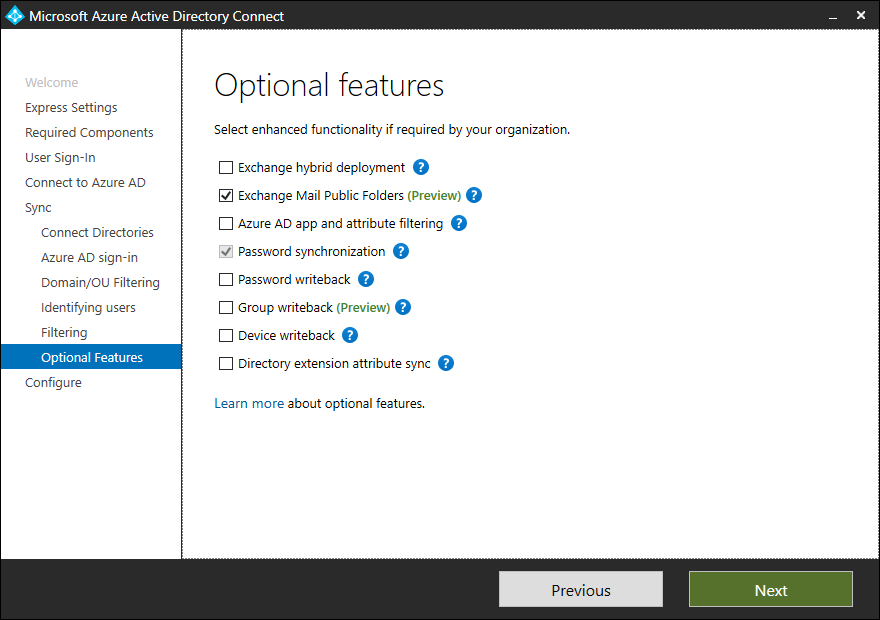 Microsoft Azure Active Directory Connect
Welcome
Express Settings
Required Components
User Sign-In
Connect to Azure AD
Sync
Connect Directories
Azure AD sign-in
Domain/OU Filtering
Identifying users
Filtering
Optional Features
Configure
Optional features
Select enhanced functionality if required by your organization.
Exchange hybrid deployment ?
Exchange Mail Public Folders (Preview) ?
Azure AD app and attribute filtering ?
Password synchronization ?
Password writeback ?
Group writeback (Preview) ?
Device writeback ?
Directory extension attribute sync ?
Learn more about optional features.
Previous
Next